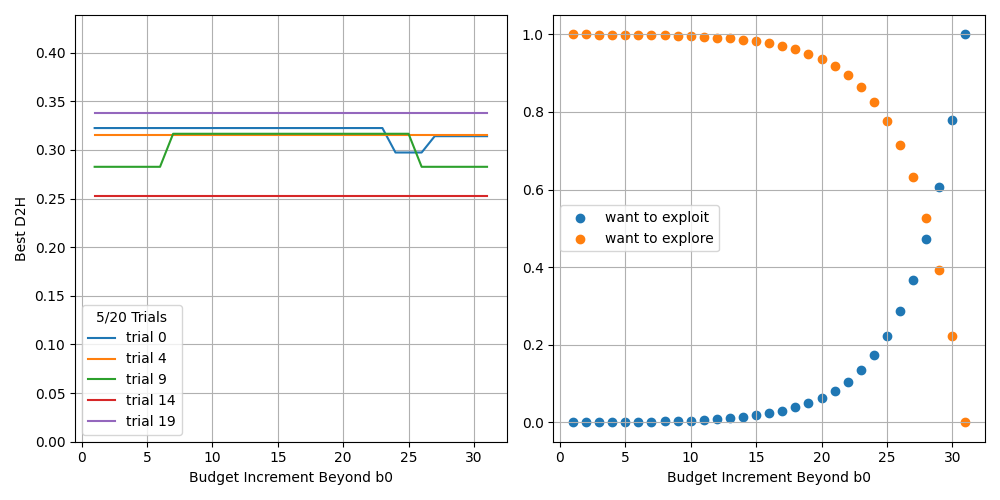 0.40
0.35
0.30
0.25
0.20
0.15
0.10
0.05
0.00
Best D2H
5/20 Trials
trial 0
trial 4
trial 9
trial 14
trial 19
0 5 10 15 20 25 30
Budget Increment Beyond b0
1.0
0.8
0.6
0.4
0.2
0.0
want to exploit
want to explore
0 5 10 15 20 25 30
Budget Increment Beyond b0